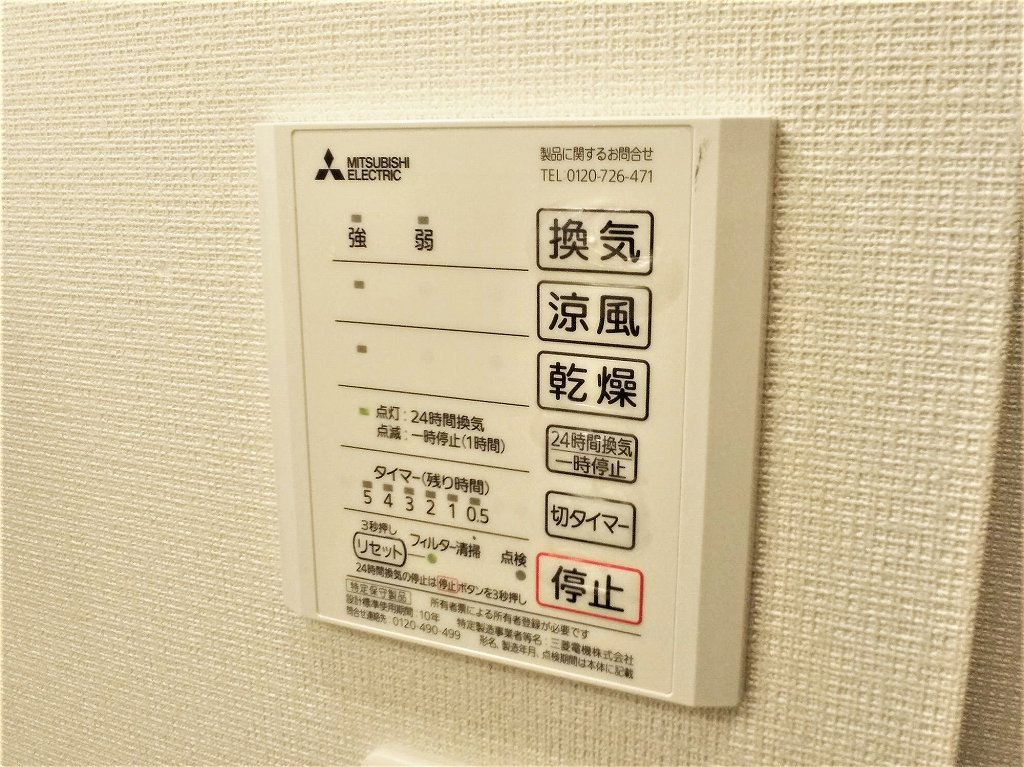 MITSUBISHI
ELECTRIC
製品に関するお問合せ
TEL 0120-726-471
強 弱
換気
涼風
乾燥
点灯：24時間換気
点滅：一時停止(1時間)
24時間換気
一時停止
タイマー(残り時間)
5 4 3 2 1 0.5
切タイマー
3秒押し
リセット フィルター清掃 点検
停止
24時間換気の停止は停止ボタンを3秒押し
特定保守製品 所有者票による所有者登録が必要です
設計標準使用期間：10年 特定製造事業者等名：三菱電機株式会社
問合せ連絡先：0120-490-499 形名、製造年月、点検期間は本体に記載